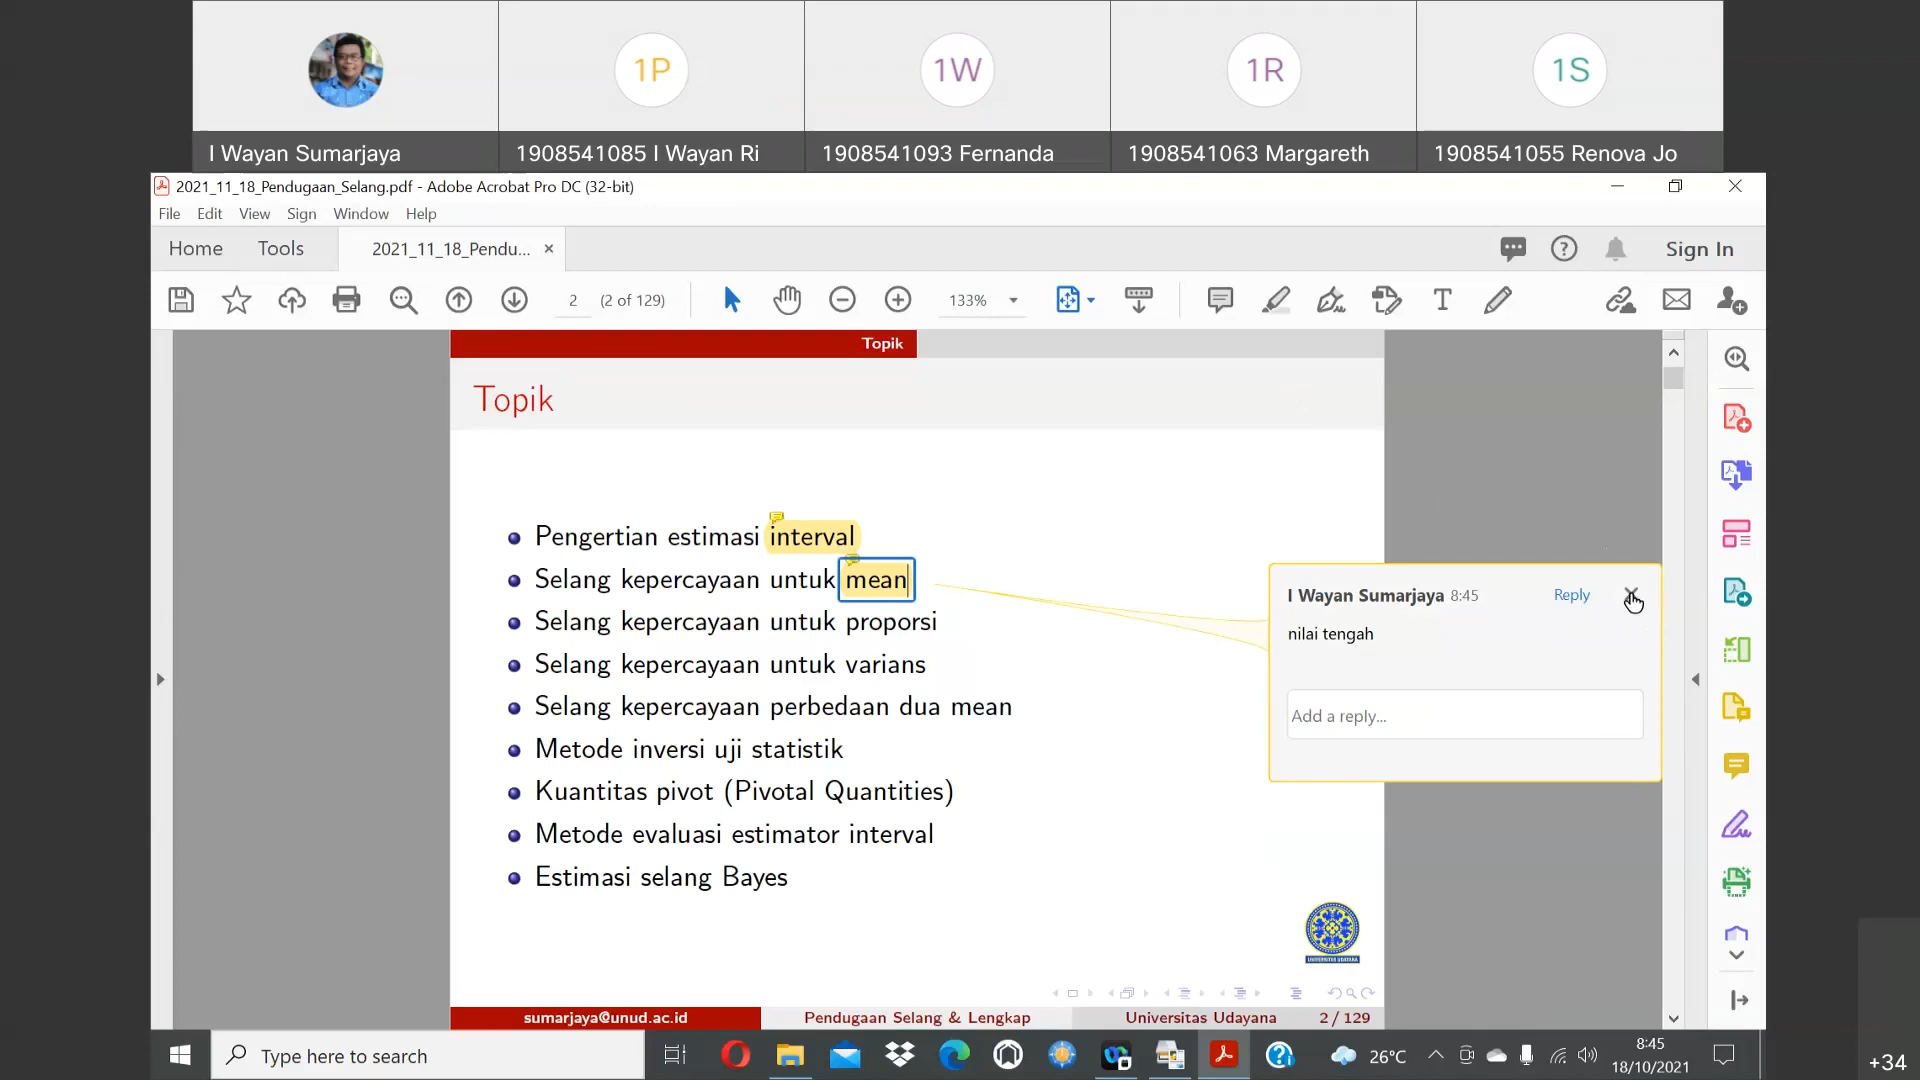 1P
1W
1R
1S
I Wayan Sumarjaya
1908541085 I Wayan Ri
1908541093 Fernanda
1908541063 Margareth
1908541055 Renova Jo
2021_11_18_Pendugaan_Selang.pdf - Adobe Acrobat Pro DC (32-bit)
File Edit View Sign Window Help
Home Tools 2021_11_18_Pendu... × Sign In
2 (2 of 129) 133%
Topik
Topik
Pengertian estimasi interval
Selang kepercayaan untuk mean
Selang kepercayaan untuk proporsi
Selang kepercayaan untuk varians
Selang kepercayaan perbedaan dua mean
Metode inversi uji statistik
Kuantitas pivot (Pivotal Quantities)
Metode evaluasi estimator interval
Estimasi selang Bayes
I Wayan Sumarjaya 8:45 Reply
nilai tengah
Add a reply...
UNIVERSITAS UDAYANA
sumarjaya@unud.ac.id Pendugaan Selang & Lengkap Universitas Udayana 2 / 129
Type here to search
26°C
8:45
18/10/2021
+34